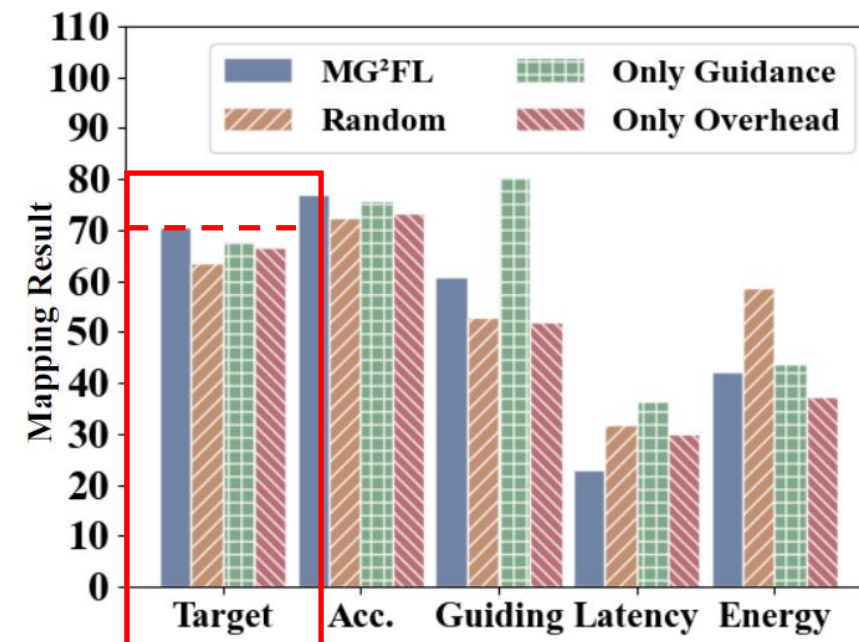 110
100
90
80
70
60
50
40
30
20
10
0
Mapping Result
MG²FL
Only Guidance
Random
Only Overhead
Target Acc. Guiding Latency Energy